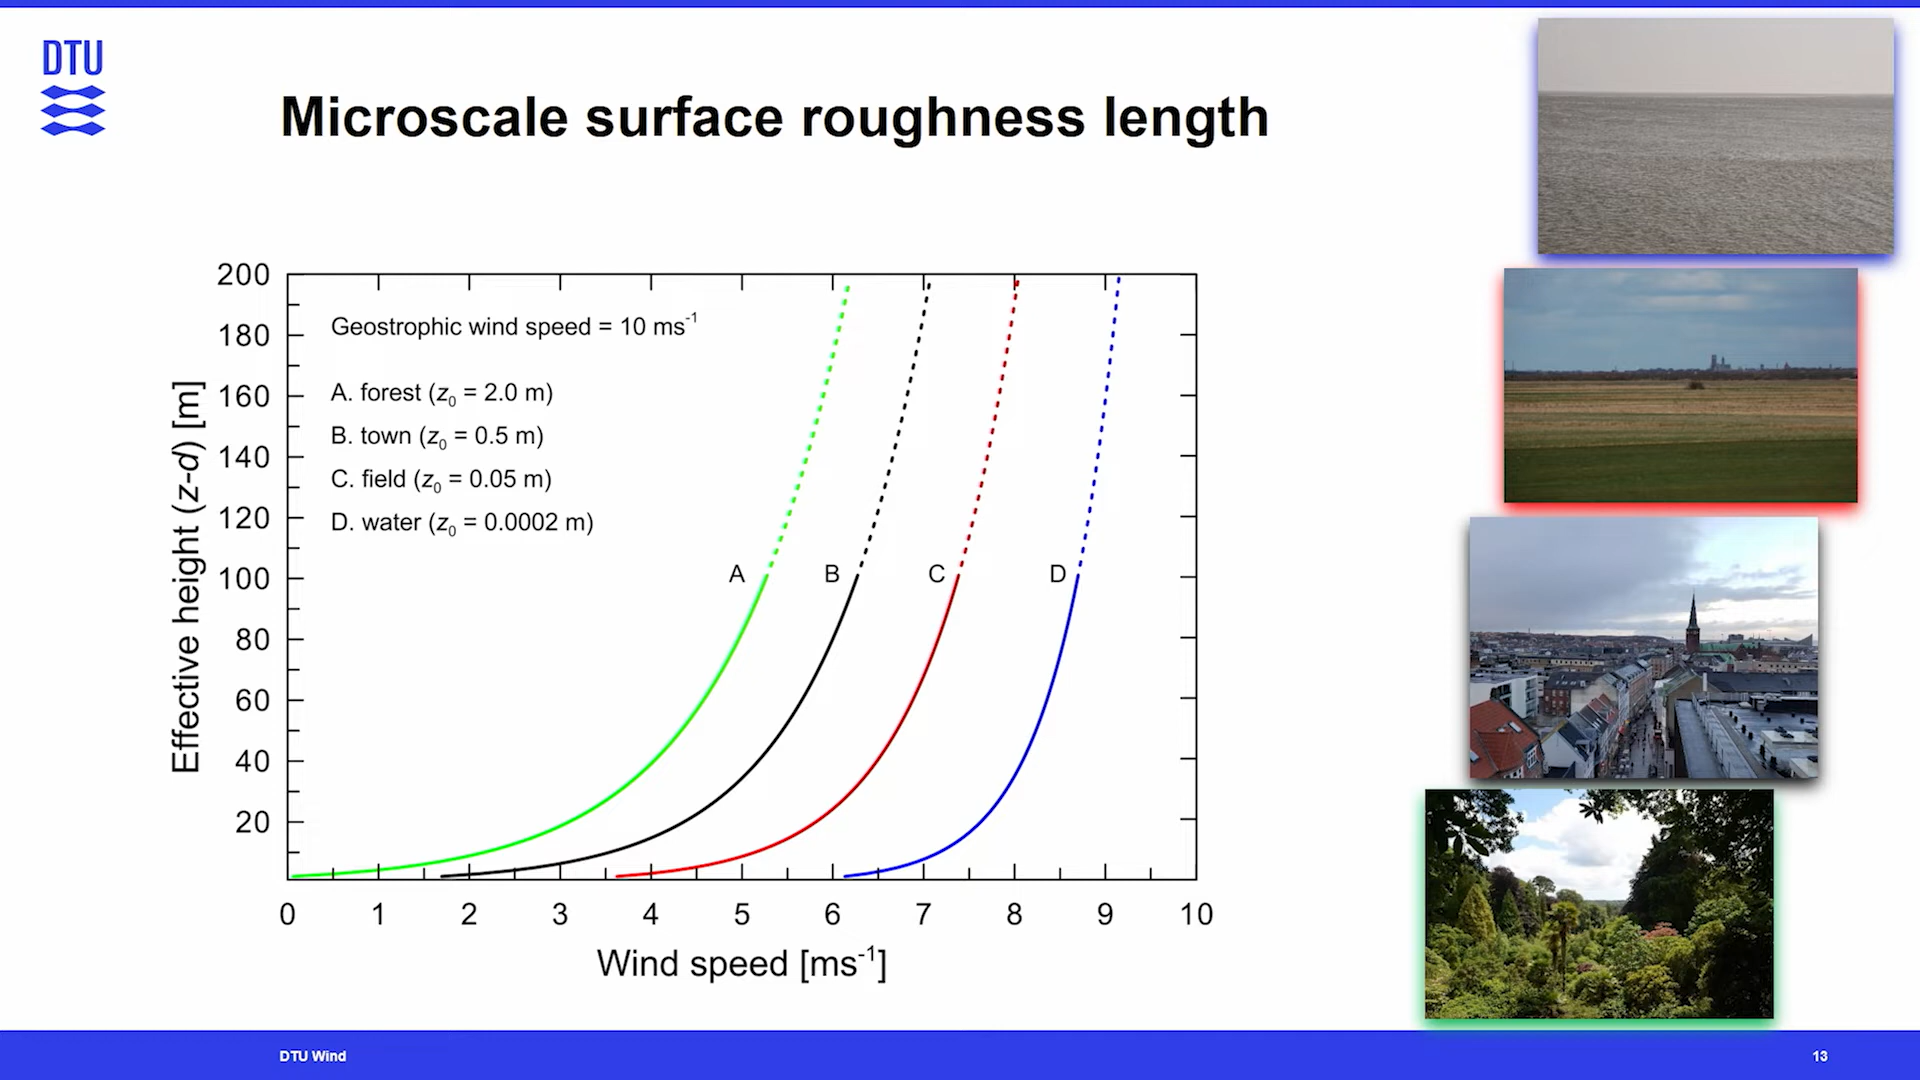 DTU
Microscale surface roughness length
Geostrophic wind speed = 10 ms⁻¹
A. forest (z₀ = 2.0 m)
B. town (z₀ = 0.5 m)
C. field (z₀ = 0.05 m)
D. water (z₀ = 0.0002 m)
Effective height (z-d) [m]
200
180
160
140
120
100
80
60
40
20
A B C D
0 1 2 3 4 5 6 7 8 9 10
Wind speed [ms⁻¹]
DTU Wind
13